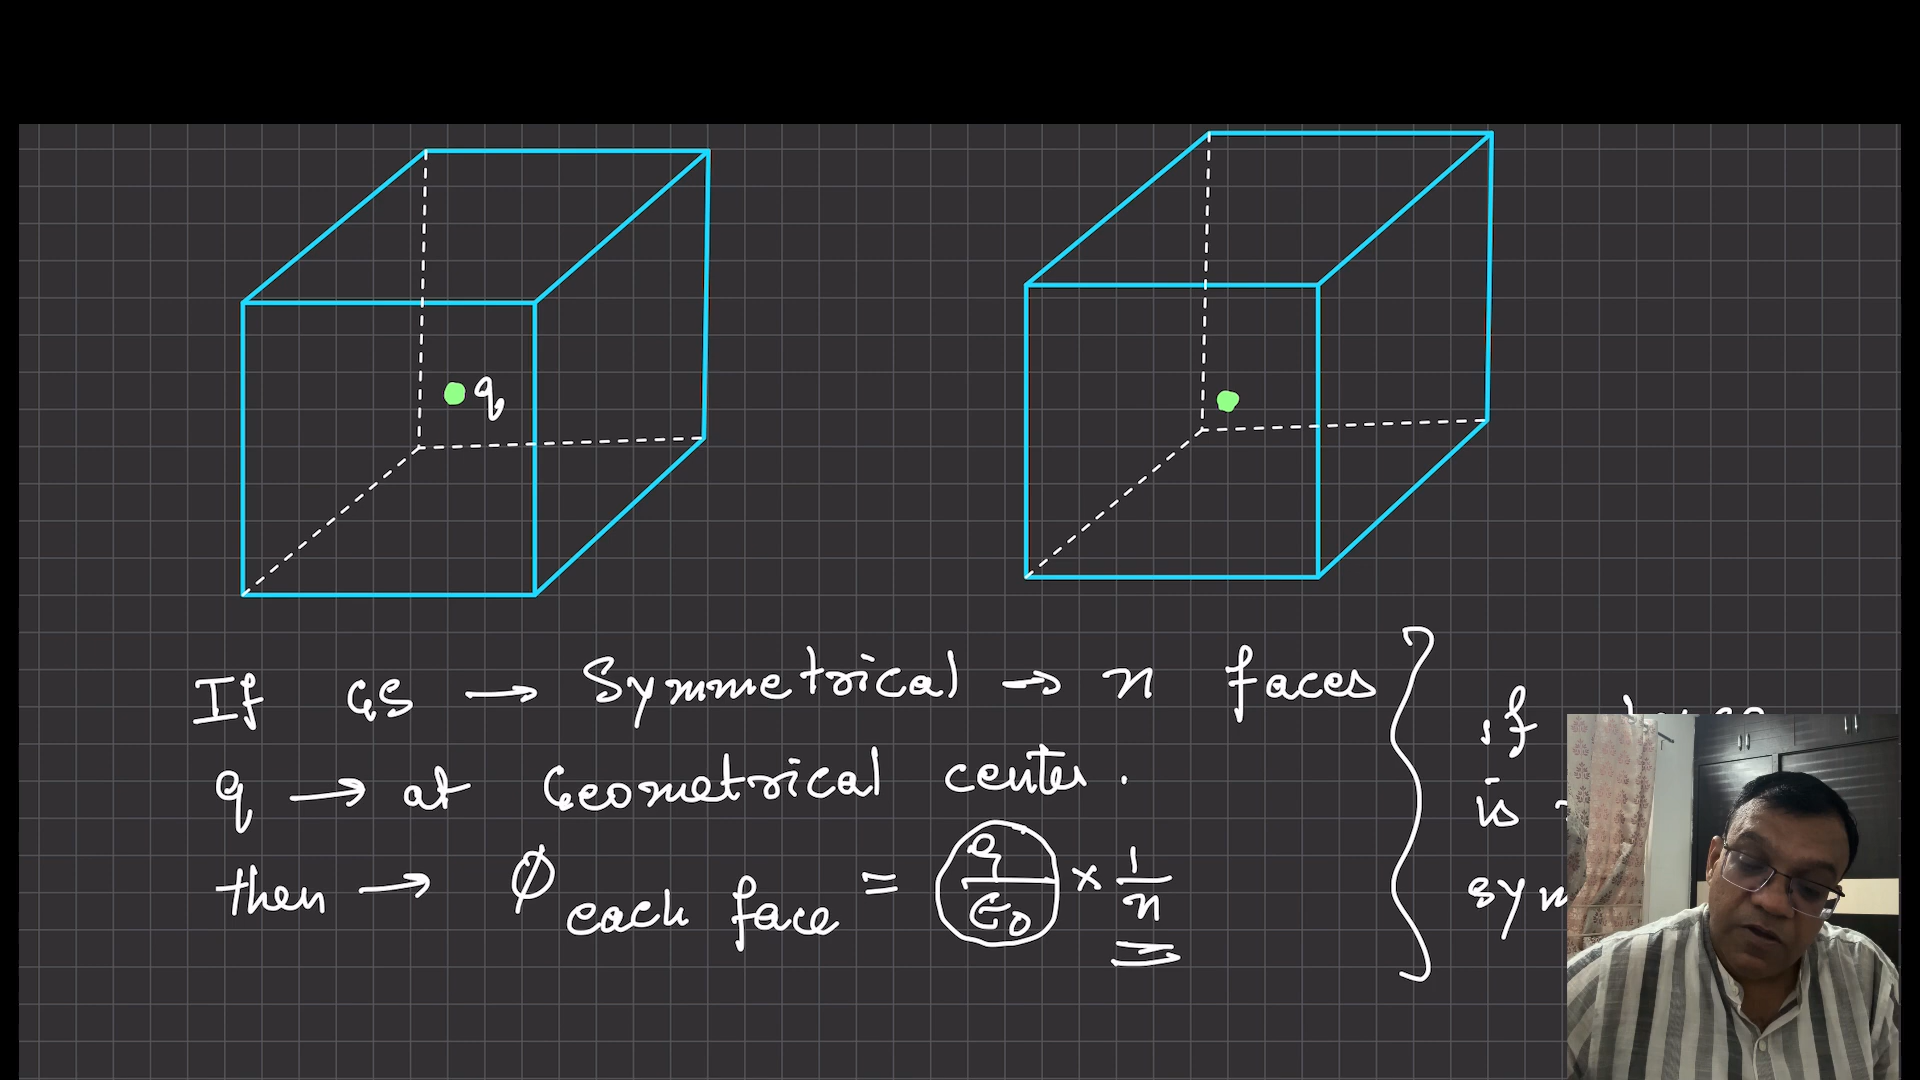 q
If GS → Symmetrical → n faces
q → at Geometrical center.
then → φ each face = q/ε0 × 1/n
if
is
sym